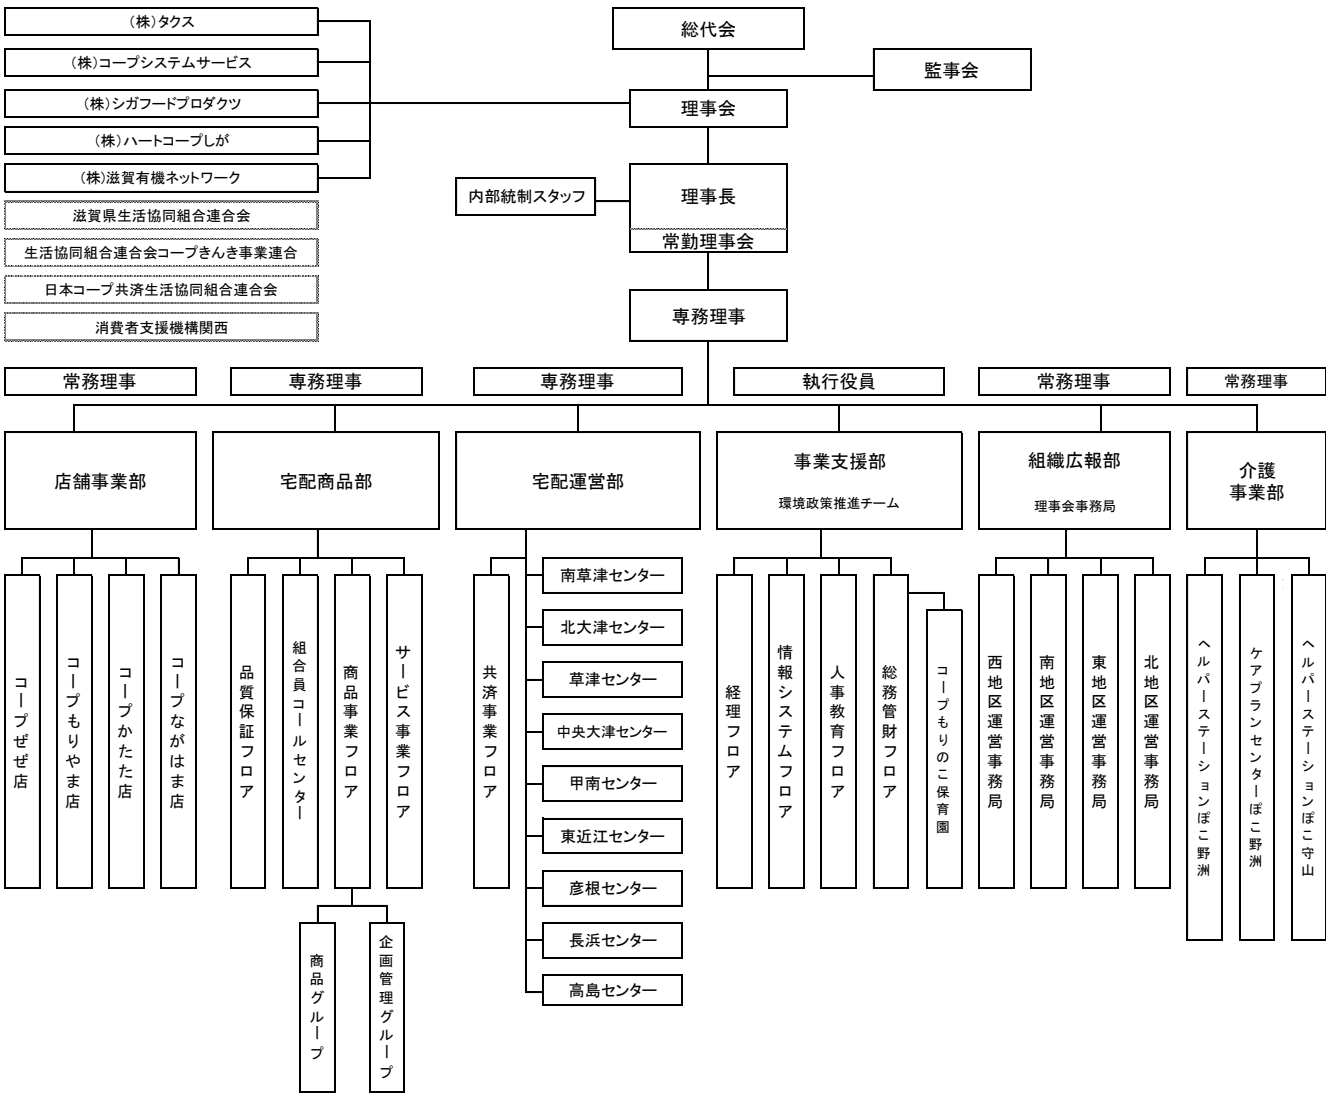 (株)タクス
(株)コープシステムサービス
(株)シガフードプロダクツ
(株)ハートコープしが
(株)滋賀有機ネットワーク
滋賀県生活協同組合連合会
生活協同組合連合会コープきんき事業連合
日本コープ共済生活協同組合連合会
消費者支援機構関西
総代会
監事会
理事会
内部統制スタッフ
理事長
常勤理事会
専務理事
常務理事
専務理事
専務理事
執行役員
常務理事
常務理事
店舗事業部
宅配商品部
宅配運営部
事業支援部
環境政策推進チーム
組織広報部
理事会事務局
介護
事業部
コープぜぜ店
コープもりやま店
コープかたた店
コープながはま店
品質保証フロア
組合員コールセンター
商品事業フロア
サービス事業フロア
商品グループ
企画管理グループ
共済事業フロア
南草津センター
北大津センター
草津センター
中央大津センター
甲南センター
東近江センター
彦根センター
長浜センター
高島センター
経理フロア
情報システムフロア
人事教育フロア
総務管財フロア
コープもりのこ保育園
西地区運営事務局
南地区運営事務局
東地区運営事務局
北地区運営事務局
ヘルパーステーションぽこ野洲
ケアプランセンターぽこ野洲
ヘルパーステーションぽこ守山